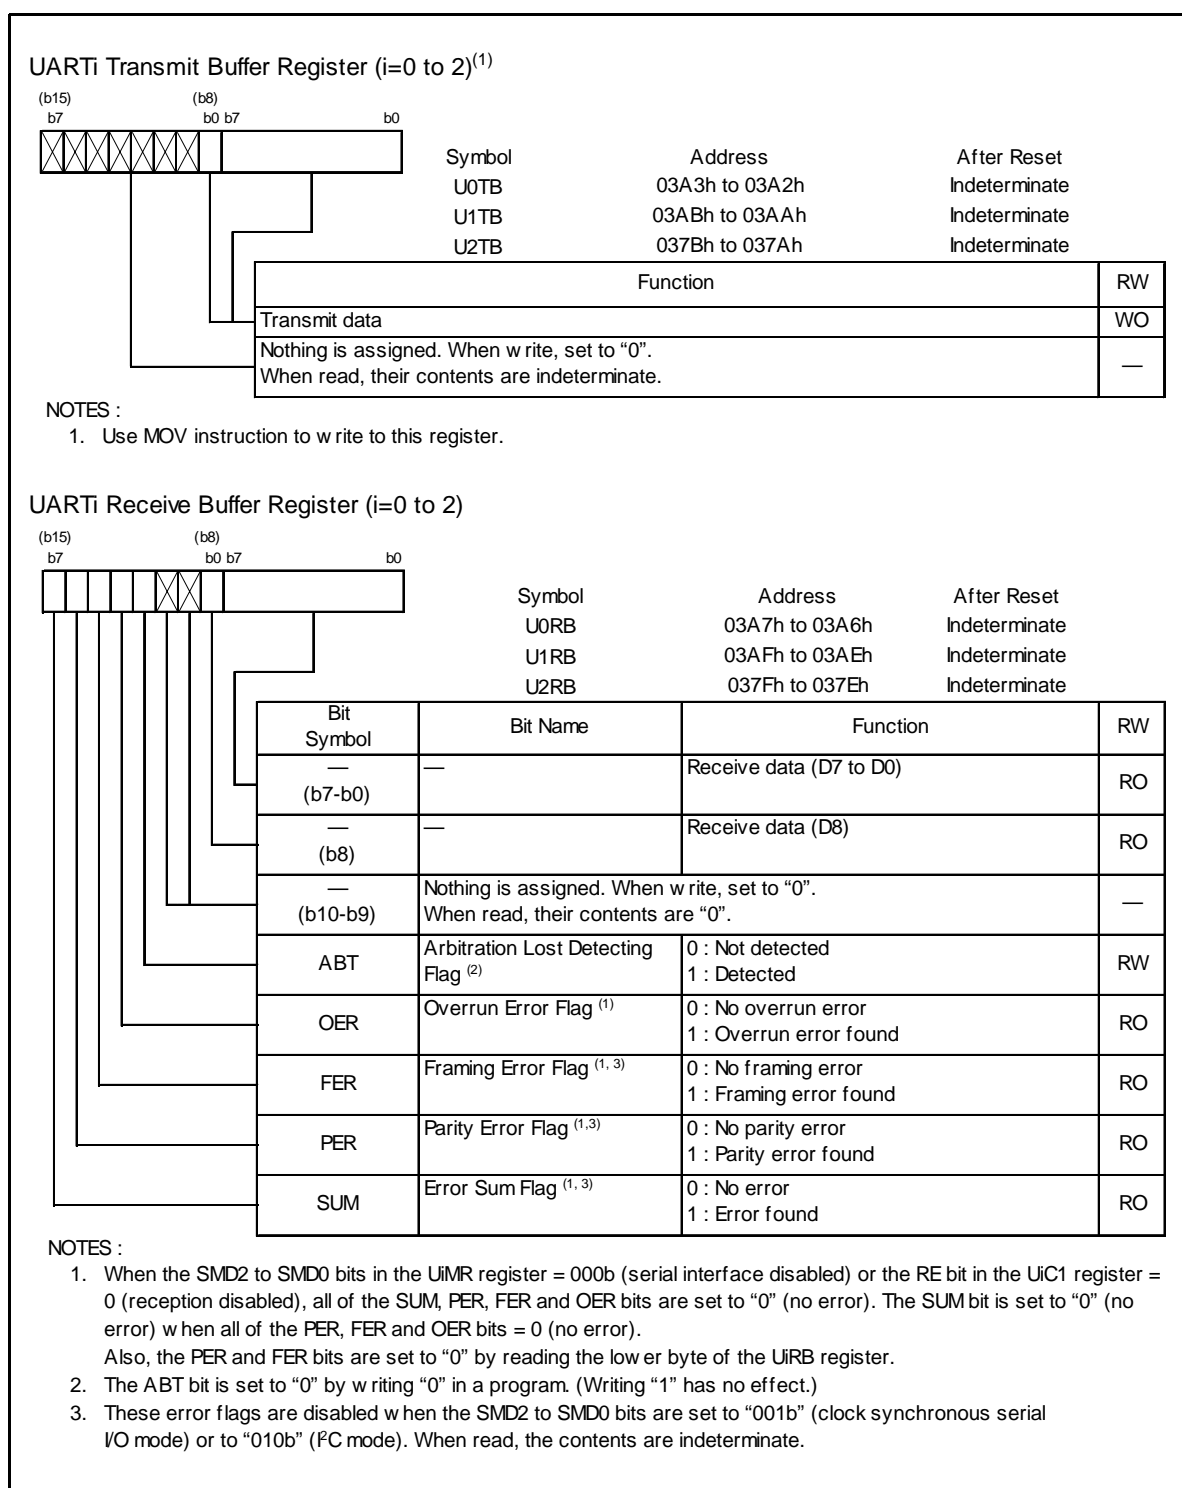 UARTi Transmit Buffer Register (i=0 to 2)(1)
(b15) (b8)
b7 b0 b7 b0
Symbol Address After Reset
U0TB 03A3h to 03A2h Indeterminate
U1TB 03ABh to 03AAh Indeterminate
U2TB 037Bh to 037Ah Indeterminate
Function RW
Transmit data WO
Nothing is assigned. When write, set to “0”.
When read, their contents are indeterminate. —
NOTES :
1. Use MOV instruction to write to this register.
UARTi Receive Buffer Register (i=0 to 2)
(b15) (b8)
b7 b0 b7 b0
Symbol Address After Reset
U0RB 03A7h to 03A6h Indeterminate
U1RB 03AFh to 03AEh Indeterminate
U2RB 037Fh to 037Eh Indeterminate
Bit Symbol Bit Name Function RW
— (b7-b0) — Receive data (D7 to D0) RO
— (b8) — Receive data (D8) RO
— (b10-b9) Nothing is assigned. When write, set to “0”.
When read, their contents are “0”. —
ABT Arbitration Lost Detecting Flag (2) 0 : Not detected
1 : Detected RW
OER Overrun Error Flag (1) 0 : No overrun error
1 : Overrun error found RO
FER Framing Error Flag (1, 3) 0 : No framing error
1 : Framing error found RO
PER Parity Error Flag (1,3) 0 : No parity error
1 : Parity error found RO
SUM Error Sum Flag (1, 3) 0 : No error
1 : Error found RO
NOTES :
1. When the SMD2 to SMD0 bits in the UiMR register = 000b (serial interface disabled) or the RE bit in the UiC1 register =
0 (reception disabled), all of the SUM, PER, FER and OER bits are set to “0” (no error). The SUM bit is set to “0” (no
error) when all of the PER, FER and OER bits = 0 (no error).
Also, the PER and FER bits are set to “0” by reading the lower byte of the UiRB register.
2. The ABT bit is set to “0” by writing “0” in a program. (Writing “1” has no effect.)
3. These error flags are disabled when the SMD2 to SMD0 bits are set to “001b” (clock synchronous serial
I/O mode) or to “010b” (I2C mode). When read, the contents are indeterminate.